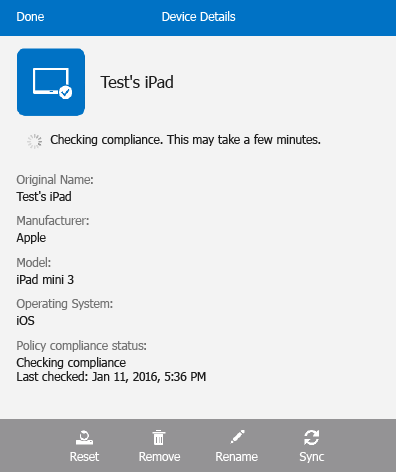 Done
Device Details
Test's iPad
Checking compliance. This may take a few minutes.
Original Name:
Test's iPad
Manufacturer:
Apple
Model:
iPad mini 3
Operating System:
iOS
Policy compliance status:
Checking compliance
Last checked: Jan 11, 2016, 5:36 PM
Reset
Remove
Rename
Sync